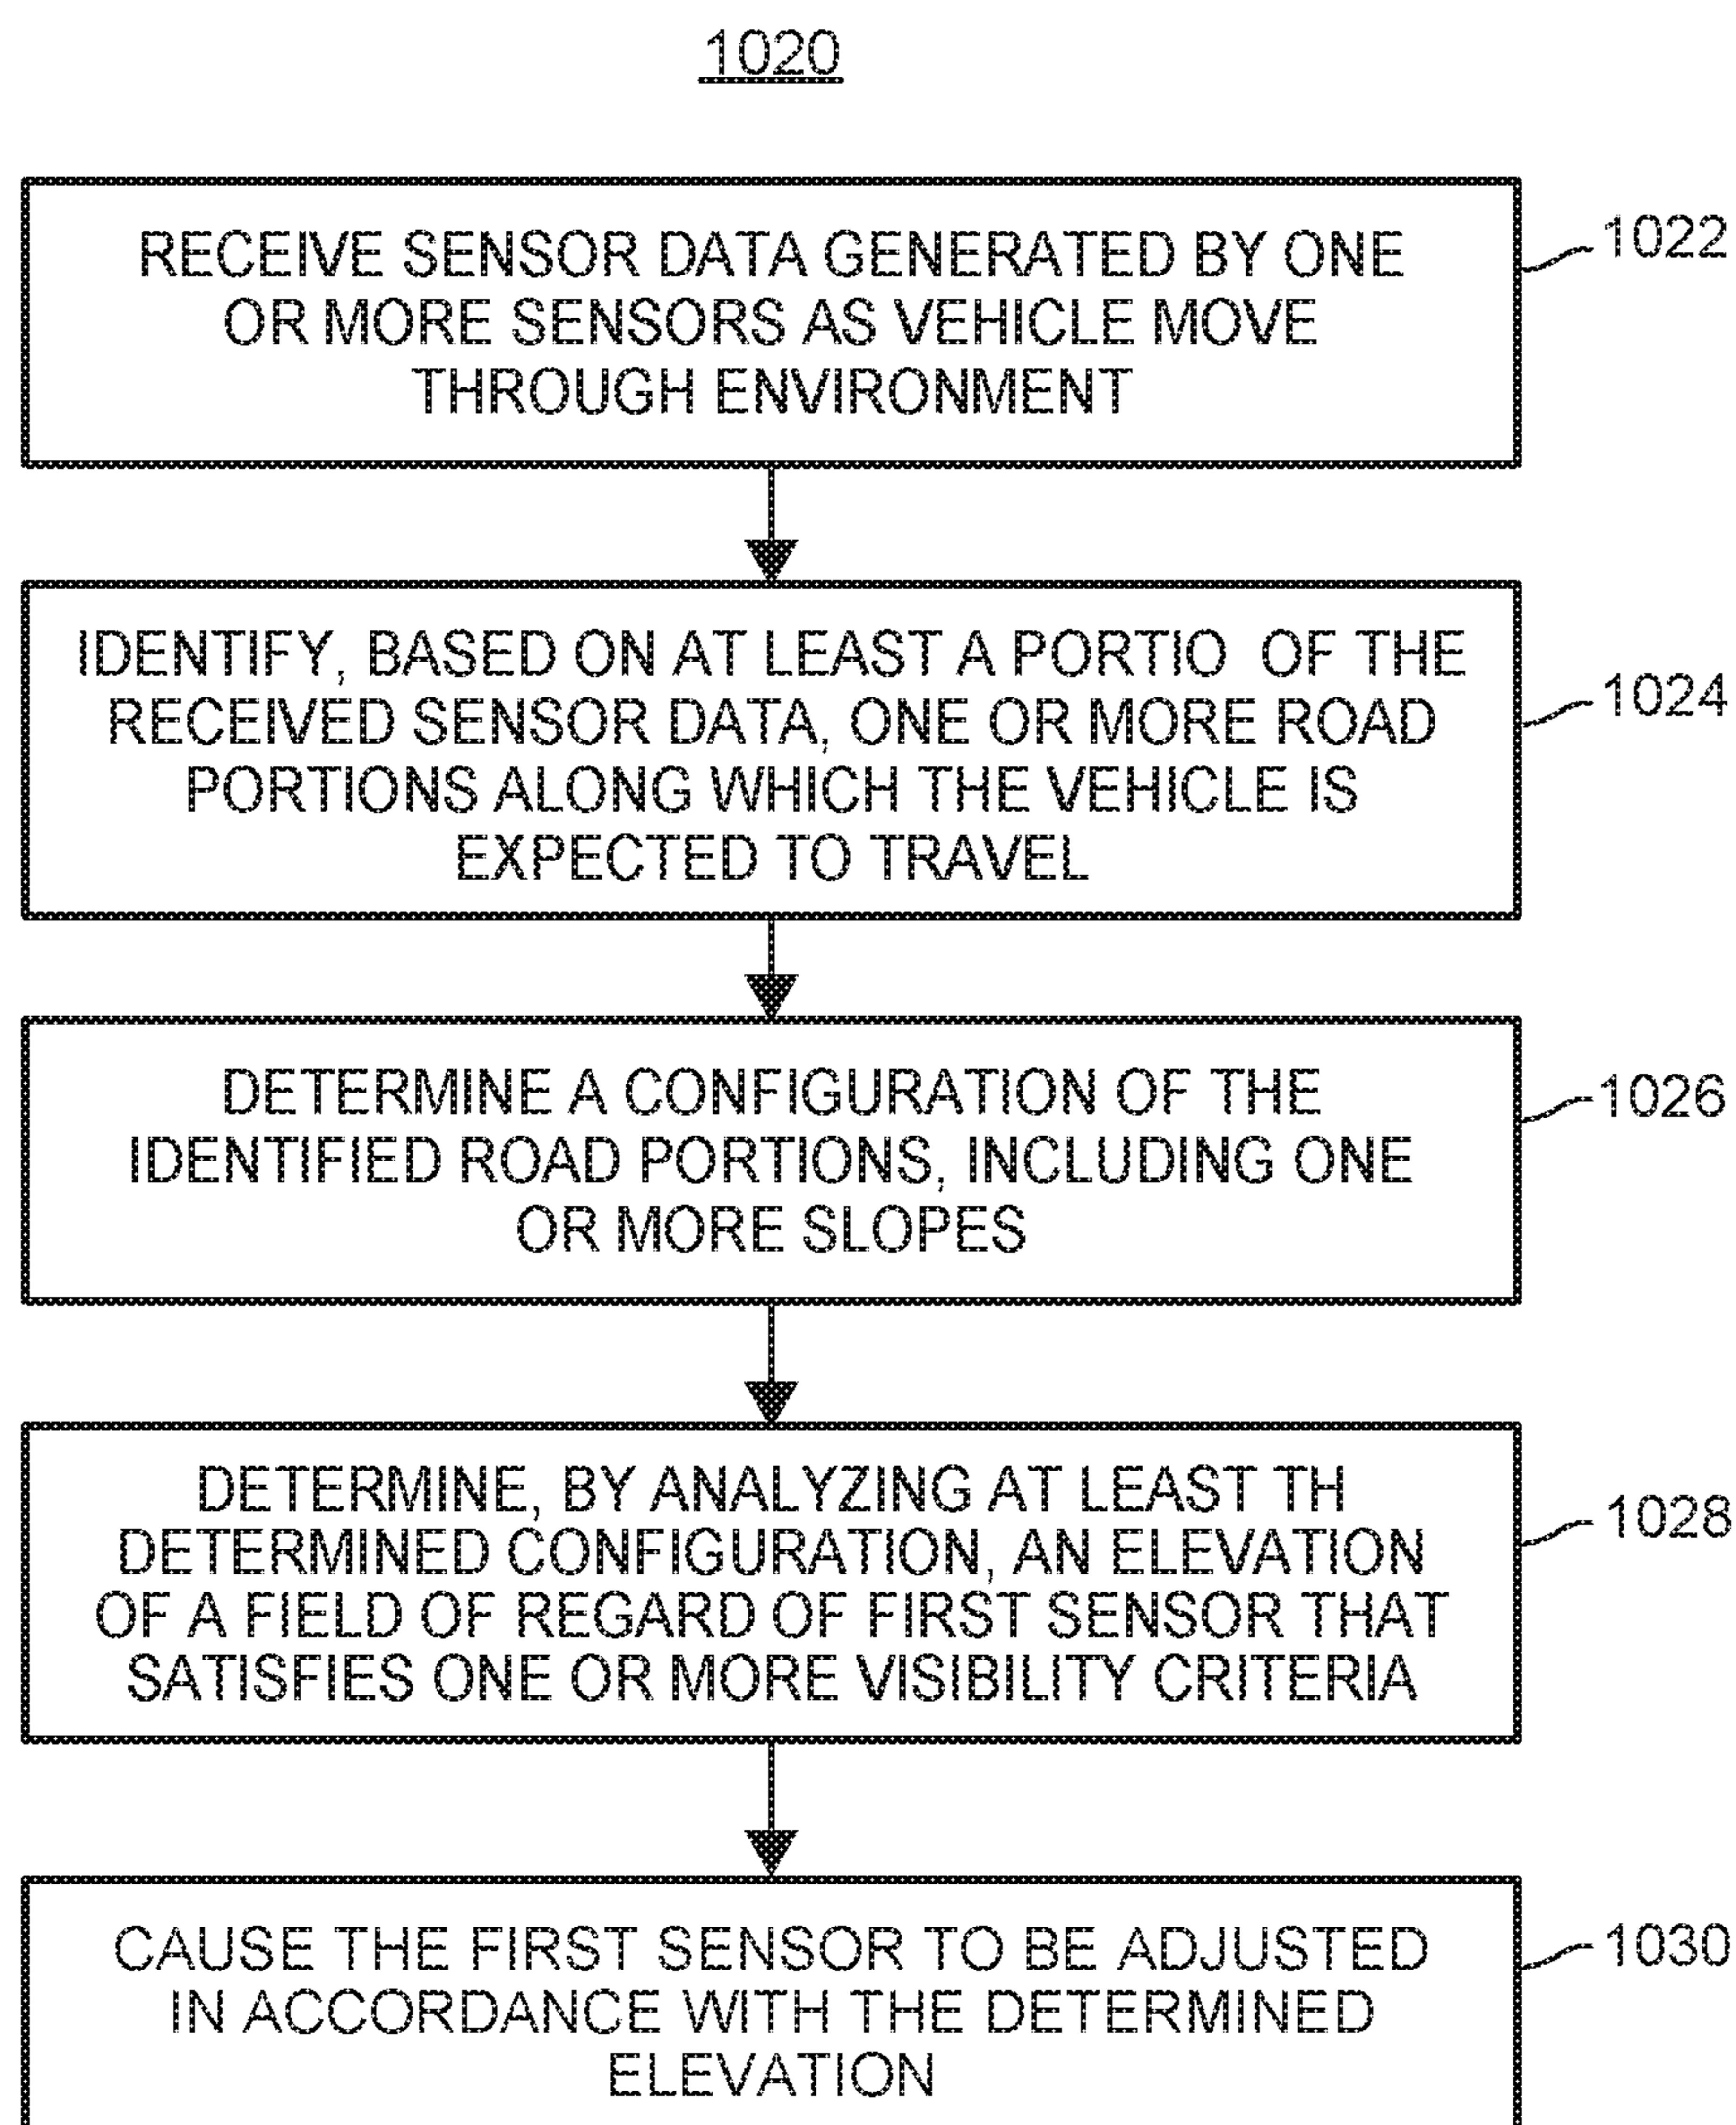 1020
RECEIVE SENSOR DATA GENERATED BY ONE
OR MORE SENSORS AS VEHICLE MOVE
THROUGH ENVIRONMENT
1022
IDENTIFY, BASED ON AT LEAST A PORTIO OF THE
RECEIVED SENSOR DATA, ONE OR MORE ROAD
PORTIONS ALONG WHICH THE VEHICLE IS
EXPECTED TO TRAVEL
1024
DETERMINE A CONFIGURATION OF THE
IDENTIFIED ROAD PORTIONS, INCLUDING ONE
OR MORE SLOPES
1026
DETERMINE, BY ANALYZING AT LEAST TH
DETERMINED CONFIGURATION, AN ELEVATION
OF A FIELD OF REGARD OF FIRST SENSOR THAT
SATISFIES ONE OR MORE VISIBILITY CRITERIA
1028
CAUSE THE FIRST SENSOR TO BE ADJUSTED
IN ACCORDANCE WITH THE DETERMINED
ELEVATION
1030